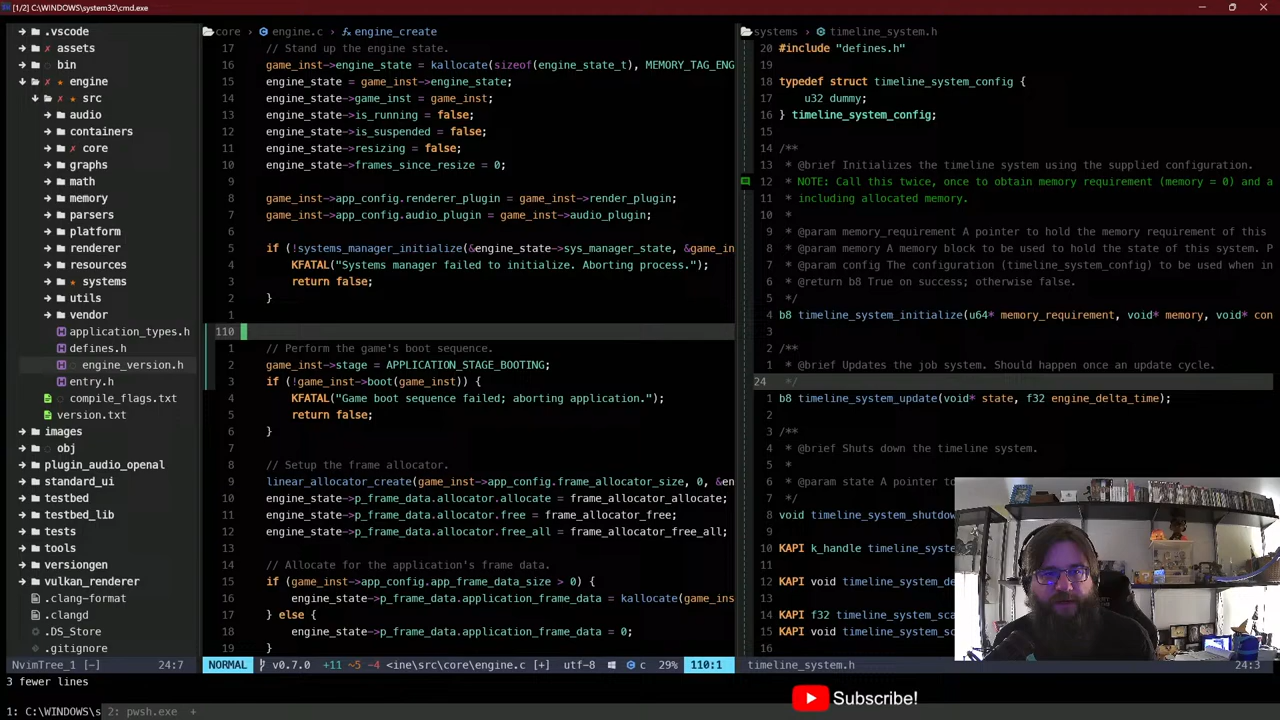 [1/2] C:\WINDOWS\system32\cmd.exe
.vscode
assets
bin
engine
src
audio
containers
core
graphs
math
memory
parsers
platform
renderer
resources
systems
utils
vendor
application_types.h
defines.h
engine_version.h
entry.h
compile_flags.txt
version.txt
images
obj
plugin_audio_openal
standard_ui
testbed
testbed_lib
tests
tools
versiongen
vulkan_renderer
.clang-format
.clangd
.DS_Store
.gitignore
NvimTree_1 [-] 24:7
core > engine.c > engine_create
17 // Stand up the engine state.
16 game_inst->engine_state = kallocate(sizeof(engine_state_t), MEMORY_TAG_ENG
15 engine_state = game_inst->engine_state;
14 engine_state->game_inst = game_inst;
13 engine_state->is_running = false;
12 engine_state->is_suspended = false;
11 engine_state->resizing = false;
10 engine_state->frames_since_resize = 0;
9
8 game_inst->app_config.renderer_plugin = game_inst->render_plugin;
7 game_inst->app_config.audio_plugin = game_inst->audio_plugin;
6
5 if (!systems_manager_initialize(&engine_state->sys_manager_state, &game_in
4 KFATAL("Systems manager failed to initialize. Aborting process.");
3 return false;
2 }
1
110
1 // Perform the game's boot sequence.
2 game_inst->stage = APPLICATION_STAGE_BOOTING;
3 if (!game_inst->boot(game_inst)) {
4 KFATAL("Game boot sequence failed; aborting application.");
5 return false;
6 }
7
8 // Setup the frame allocator.
9 linear_allocator_create(game_inst->app_config.frame_allocator_size, 0, &en
10 engine_state->p_frame_data.allocator.allocate = frame_allocator_allocate;
11 engine_state->p_frame_data.allocator.free = frame_allocator_free;
12 engine_state->p_frame_data.allocator.free_all = frame_allocator_free_all;
13
14 // Allocate for the application's frame data.
15 if (game_inst->app_config.app_frame_data_size > 0) {
16 engine_state->p_frame_data.application_frame_data = kallocate(game_ins
17 } else {
18 engine_state->p_frame_data.application_frame_data = 0;
19 }
NORMAL v0.7.0 +11 ~5 -4 <ine\src\core\engine.c [+] utf-8 c 29% 110:1
systems > timeline_system.h
20 #include "defines.h"
19
18 typedef struct timeline_system_config {
17 u32 dummy;
16 } timeline_system_config;
15
14 /**
13 * @brief Initializes the timeline system using the supplied configuration.
12 * NOTE: Call this twice, once to obtain memory requirement (memory = 0) and a
11 * including allocated memory.
10 *
9 * @param memory_requirement A pointer to hold the memory requirement of this
8 * @param memory A memory block to be used to hold the state of this system. P
7 * @param config The configuration (timeline_system_config) to be used when in
6 * @return b8 True on success; otherwise false.
5 */
4 b8 timeline_system_initialize(u64* memory_requirement, void* memory, void* con
3
2 /**
1 * @brief Updates the job system. Should happen once an update cycle.
24 */
1 b8 timeline_system_update(void* state, f32 engine_delta_time);
2
3 /**
4 * @brief Shuts down the timeline system.
5 *
6 * @param state A pointer to
7 */
8 void timeline_system_shutdow
9
10 KAPI k_handle timeline_syste
11
12 KAPI void timeline_system_de
13
14 KAPI f32 timeline_system_sca
15 KAPI void timeline_system_sc
16
timeline_system.h 24:3
3 fewer lines
Subscribe!
1: C:\WINDOWS\s 2: pwsh.exe +